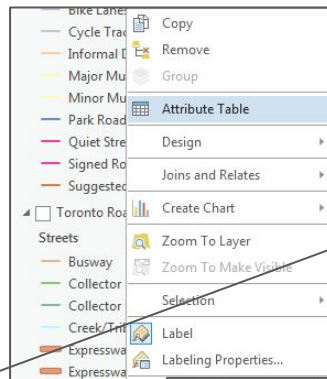 Bike Lanes
Cycle Trac
Informal D
Major Mu
Minor Mu
Park Road
Quiet Stre
Signed Ro
Suggested
Toronto Roa
Streets
Busway
Collector
Collector
Creek/Tri
Expresswa
Expresswa
Copy
Remove
Group
Attribute Table
Design
Joins and Relates
Create Chart
Zoom To Layer
Zoom To Make Visible
Selection
Label
Labeling Properties...